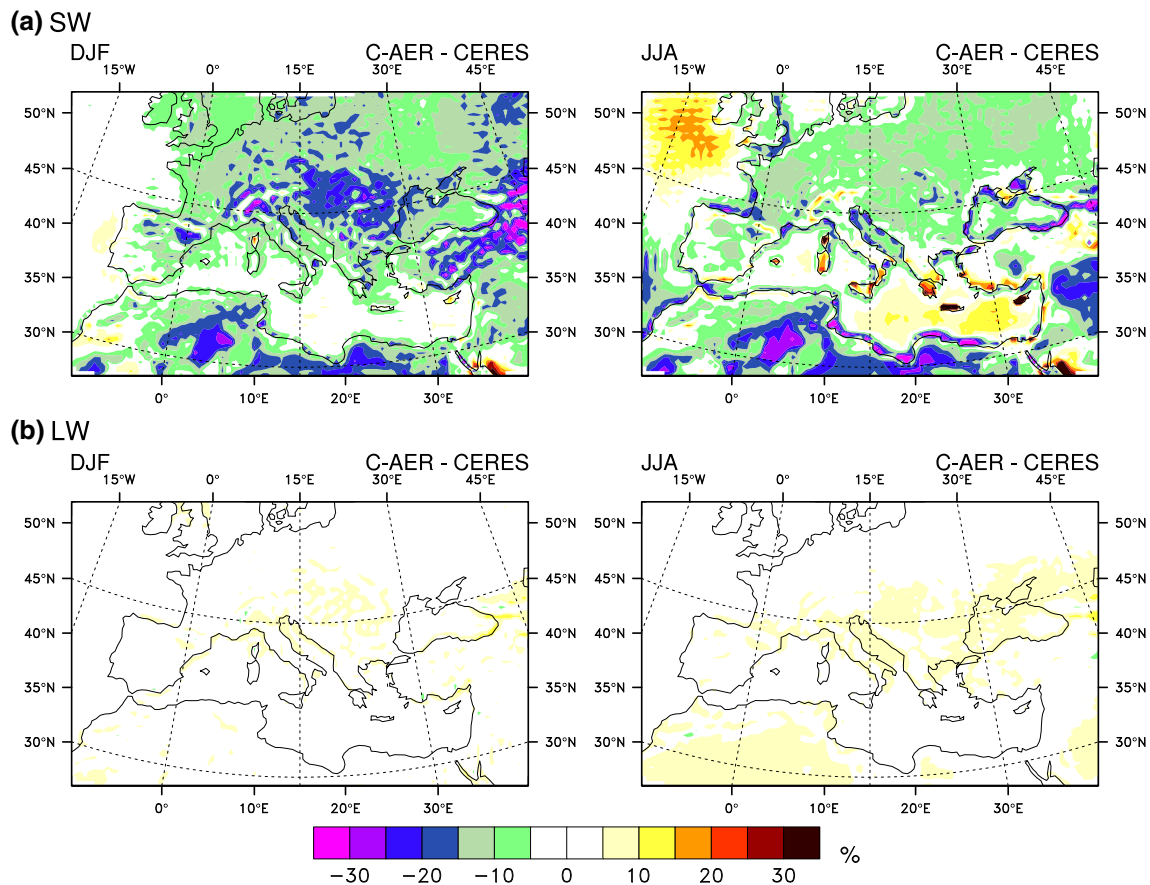 (a) SW
DJF C-AER - CERES JJA C-AER - CERES
15°W 0° 15°E 30°E 45°E 15°W 0° 15°E 30°E 45°E
50°N 50°N 50°N 50°N
45°N 45°N 45°N 45°N
40°N 40°N 40°N 40°N
35°N 35°N 35°N 35°N
30°N 30°N 30°N 30°N
0° 10°E 20°E 30°E 0° 10°E 20°E 30°E
(b) LW
DJF C-AER - CERES JJA C-AER - CERES
15°W 0° 15°E 30°E 45°E 15°W 0° 15°E 30°E 45°E
50°N 50°N 50°N 50°N
45°N 45°N 45°N 45°N
40°N 40°N 40°N 40°N
35°N 35°N 35°N 35°N
30°N 30°N 30°N 30°N
0° 10°E 20°E 30°E 0° 10°E 20°E 30°E
−30 −20 −10 0 10 20 30 %